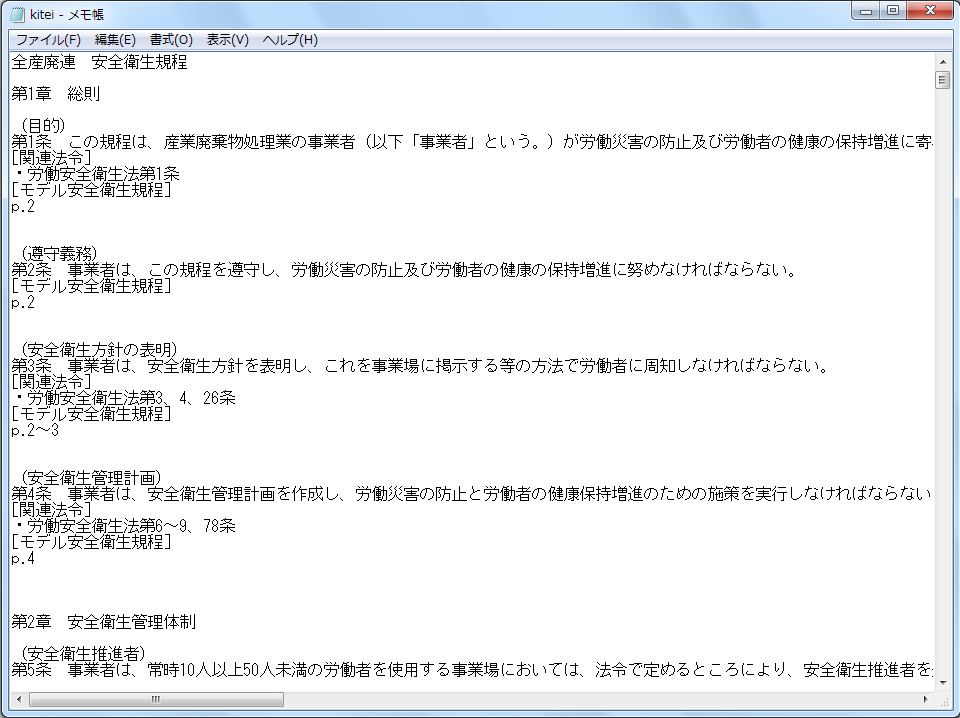 kitei - メモ帳
ファイル(F) 編集(E) 書式(O) 表示(V) ヘルプ(H)
全産廃連　安全衛生規程
第1章　総則
（目的）
第1条　この規程は、産業廃棄物処理業の事業者（以下「事業者」という。）が労働災害の防止及び労働者の健康の保持増進に寄
[関連法令]
・労働安全衛生法第1条
[モデル安全衛生規程]
p.2
（遵守義務）
第2条　事業者は、この規程を遵守し、労働災害の防止及び労働者の健康の保持増進に努めなければならない。
[モデル安全衛生規程]
p.2
（安全衛生方針の表明）
第3条　事業者は、安全衛生方針を表明し、これを事業場に掲示する等の方法で労働者に周知しなければならない。
[関連法令]
・労働安全衛生法第3、4、26条
[モデル安全衛生規程]
p.2～3
（安全衛生管理計画）
第4条　事業者は、安全衛生管理計画を作成し、労働災害の防止と労働者の健康保持増進のための施策を実行しなければならない
[関連法令]
・労働安全衛生法第6～9、78条
[モデル安全衛生規程]
p.4
第2章　安全衛生管理体制
（安全衛生推進者）
第5条　事業者は、常時10人以上50人未満の労働者を使用する事業場においては、法令で定めるところにより、安全衛生推進者を